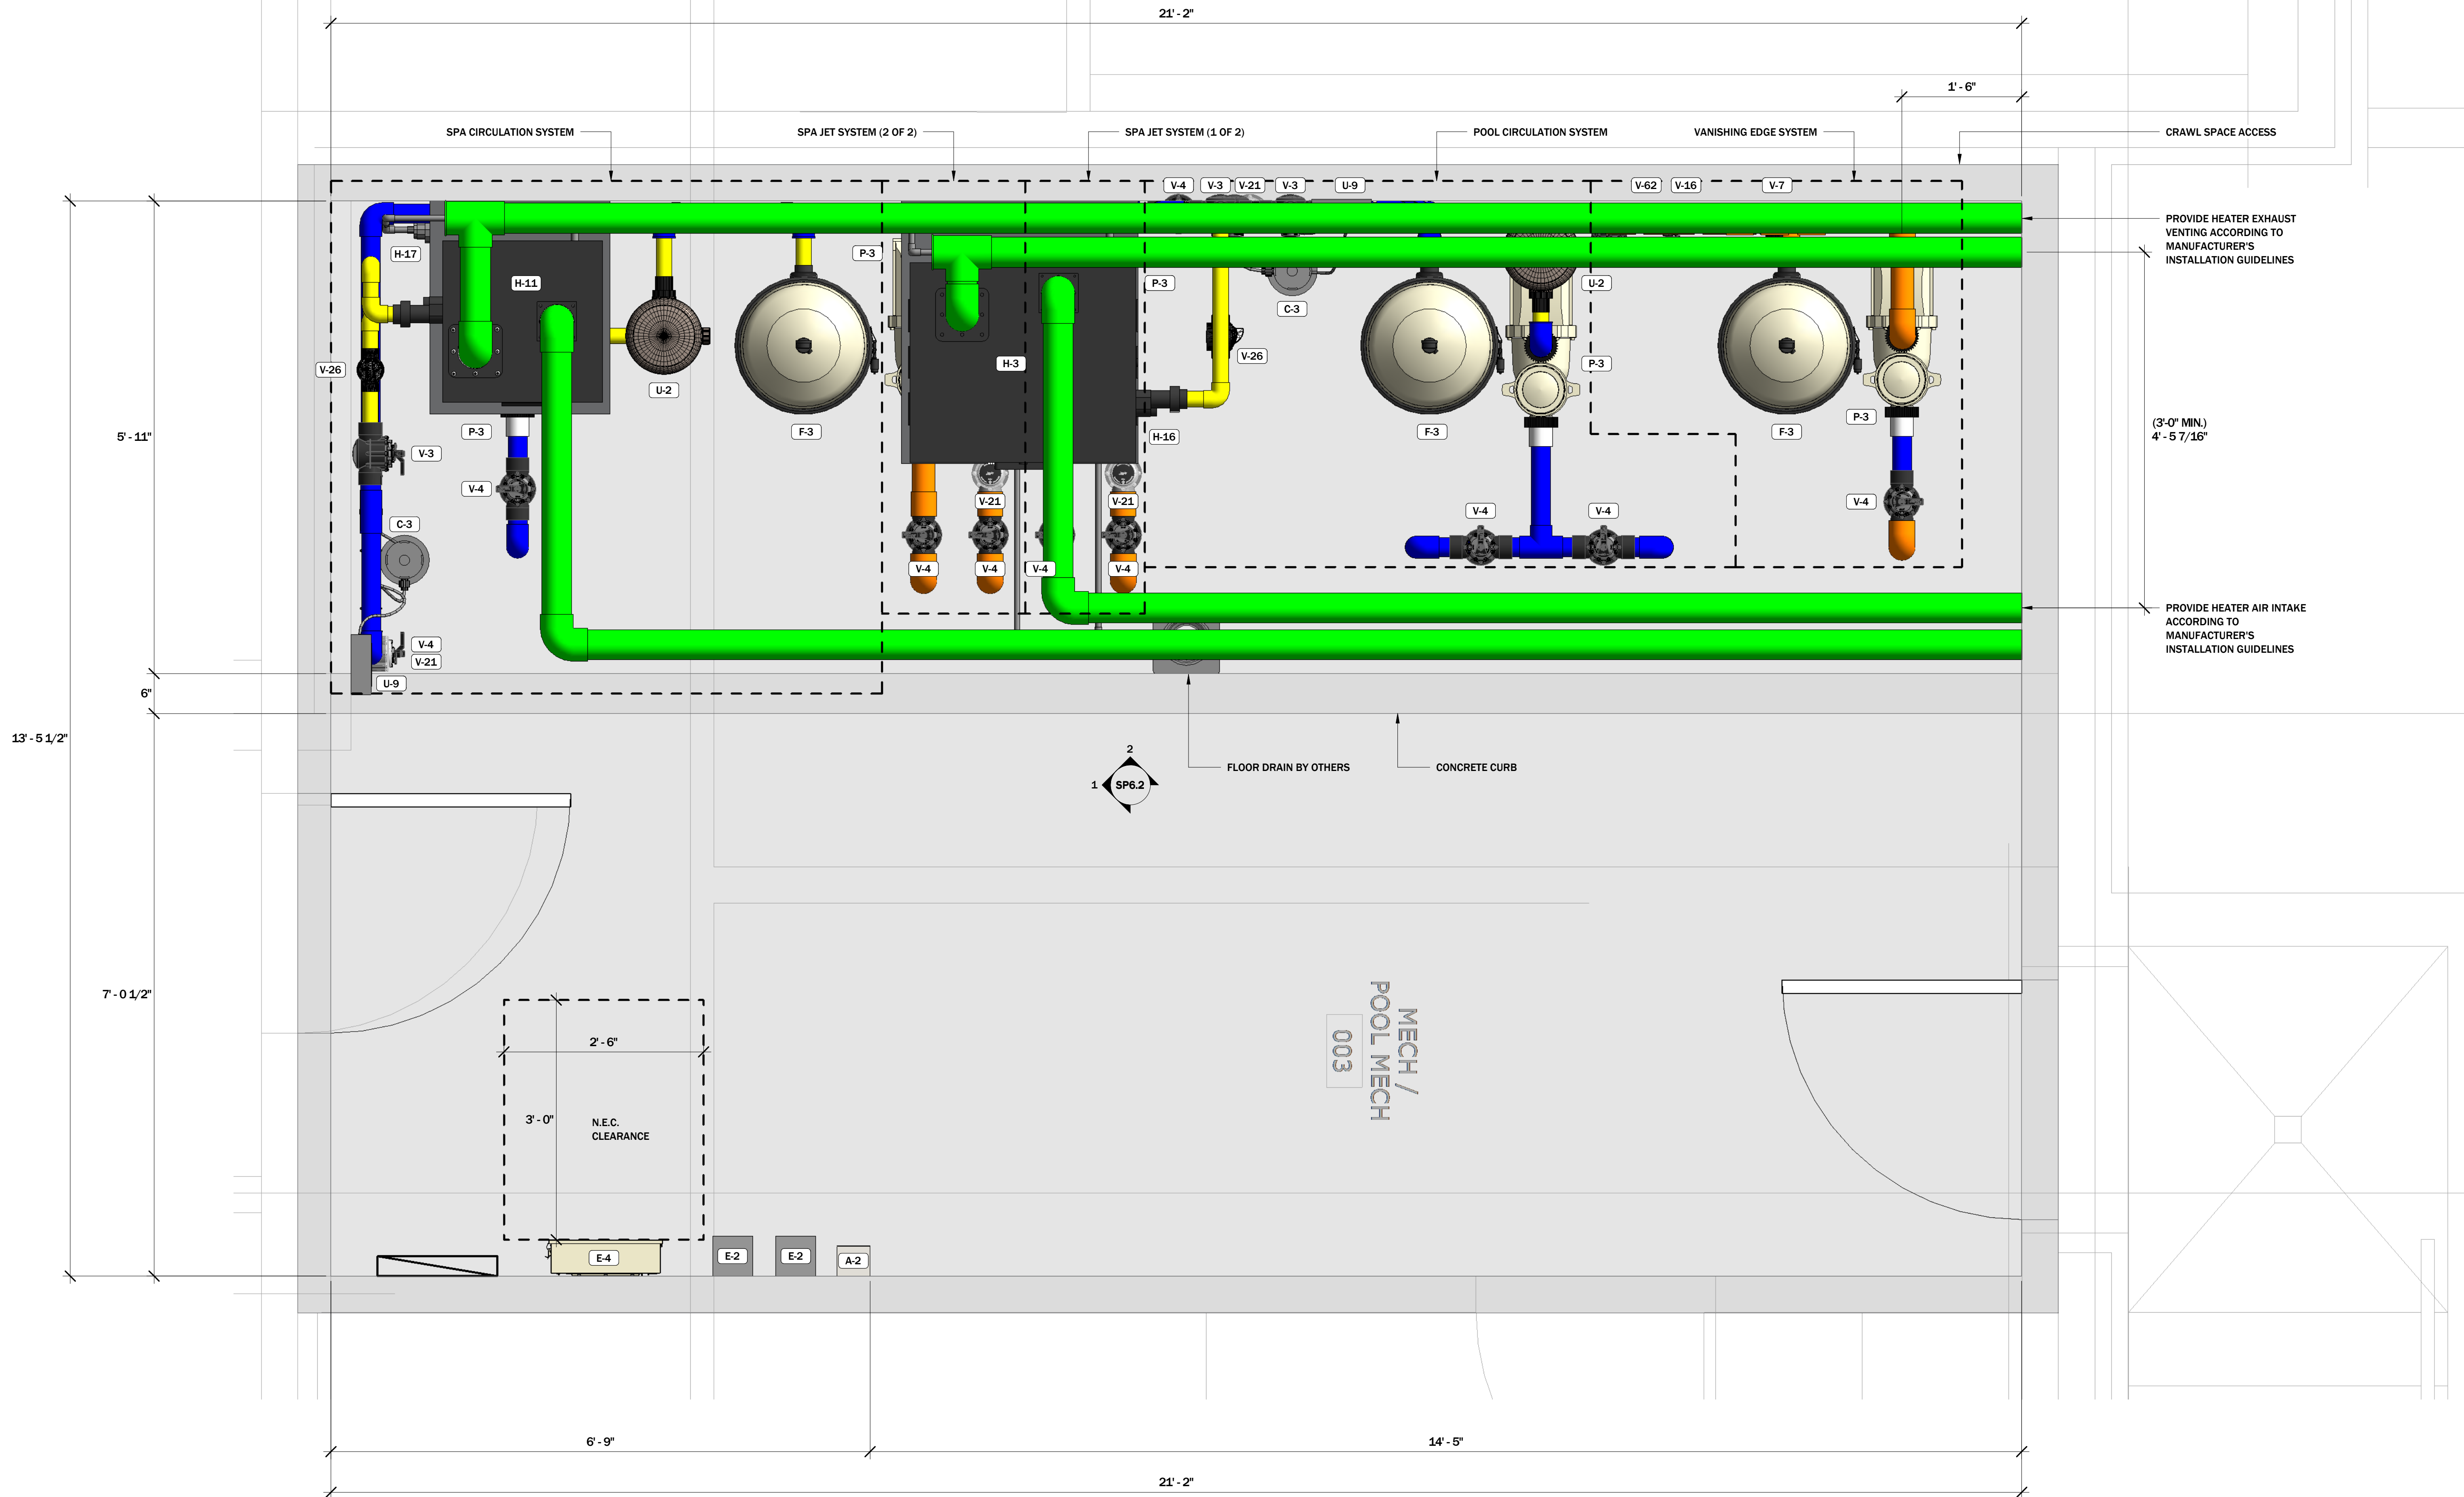 21' - 2"
1' - 6"
SPA CIRCULATION SYSTEM
SPA JET SYSTEM (2 OF 2)
SPA JET SYSTEM (1 OF 2)
POOL CIRCULATION SYSTEM
VANISHING EDGE SYSTEM
CRAWL SPACE ACCESS
V-4
V-3
V-21
V-3
U-9
V-62
V-16
V-7
PROVIDE HEATER EXHAUST
VENTING ACCORDING TO
MANUFACTURER'S
INSTALLATION GUIDELINES
H-17
P-3
H-11
P-3
U-2
C-3
V-26
V-26
H-3
P-3
U-2
P-3
F-3
H-16
V-3
F-3
P-3
F-3
(3'-0" MIN.)
4' - 5 7/16"
5' - 11"
V-4
V-21
V-21
V-4
V-4
V-4
C-3
V-4
V-4
V-4
V-4
PROVIDE HEATER AIR INTAKE
ACCORDING TO
MANUFACTURER'S
INSTALLATION GUIDELINES
V-4
V-21
U-9
6"
13' - 5 1/2"
2
1
SP6.2
FLOOR DRAIN BY OTHERS
CONCRETE CURB
7' - 0 1/2"
MECH /
POOL MECH
003
2' - 6"
3' - 0"
N.E.C.
CLEARANCE
E-4
E-2
E-2
A-2
6' - 9"
14' - 5"
21' - 2"